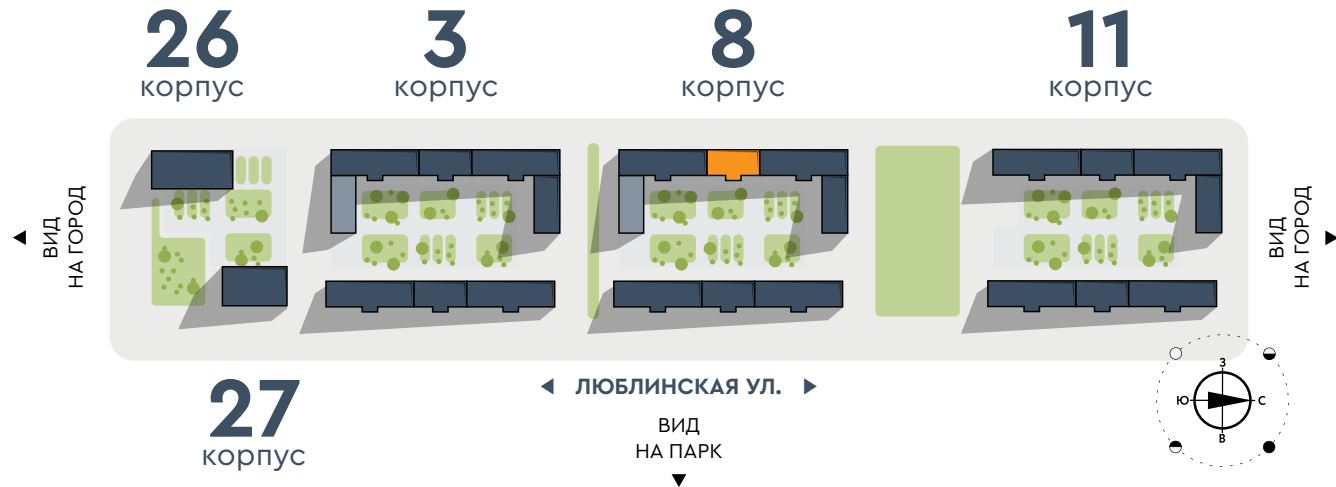 26
корпус
3
корпус
8
корпус
11
корпус
ВИД
НА ГОРОД
ВИД
НА ГОРОД
27
корпус
ЛЮБЛИНСКАЯ УЛ.
ВИД
НА ПАРК
З
Ю
С
В